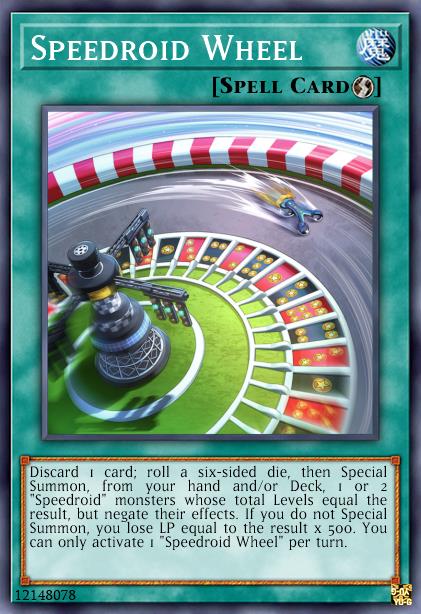 Speedroid Wheel
魔
[Spell Card]
Discard 1 card; roll a six-sided die, then Special
Summon, from your hand and/or Deck, 1 or 2
"Speedroid" monsters whose total Levels equal the
result, but negate their effects. If you do not Special
Summon, you lose LP equal to the result x 500. You
can only activate 1 "Speedroid Wheel" per turn.
12148078